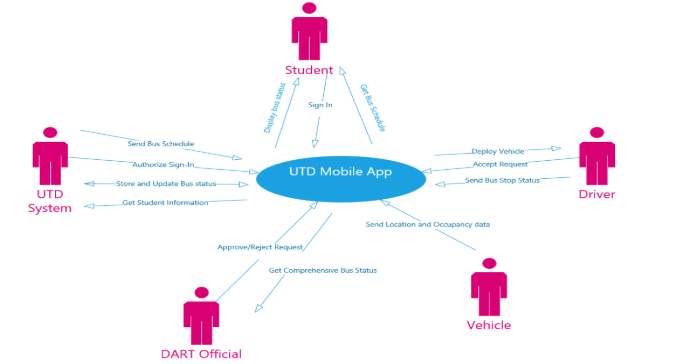 Student
Display bus status
Sign In
Get Bus Schedule
Send Bus Schedule
Authorize Sign-In
Store and Update Bus status
Get Student Information
UTD
System
UTD Mobile App
Deploy Vehicle
Accept Request
Send Bus Stop Status
Driver
Send Location and Occupancy data
Approve/Reject Request
Get Comprehensive Bus Status
Vehicle
DART Official